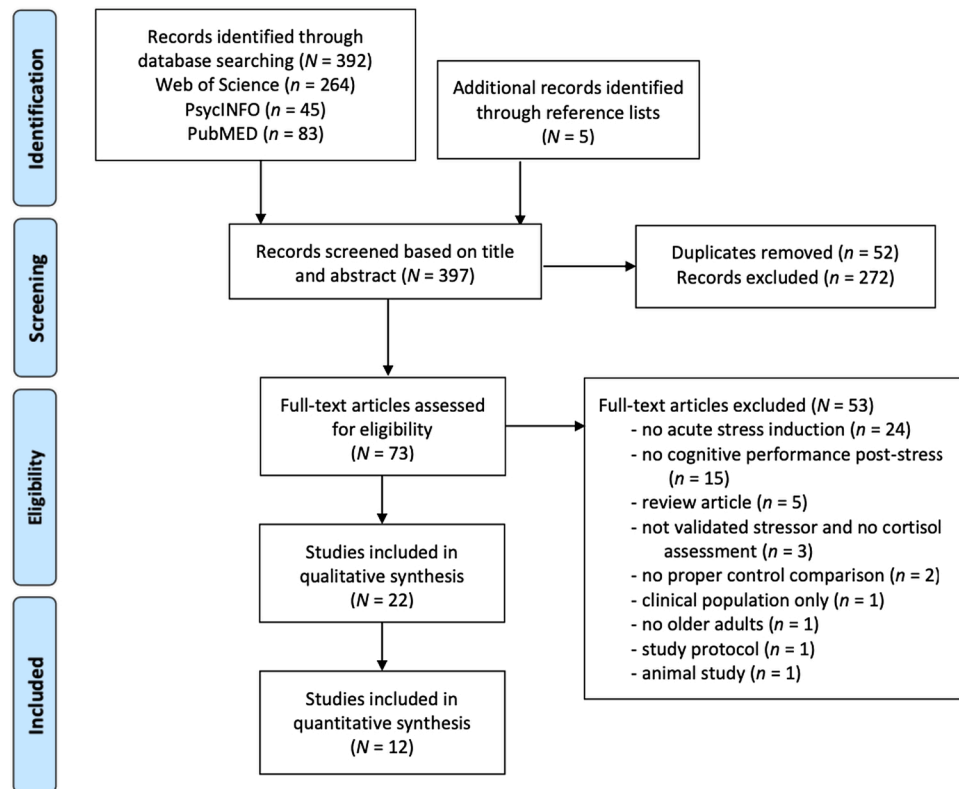 Identification
Records identified through
database searching (N = 392)
Web of Science (n = 264)
PsycINFO (n = 45)
PubMED (n = 83)
Additional records identified
through reference lists
(N = 5)
Screening
Records screened based on title
and abstract (N = 397)
Duplicates removed (n = 52)
Records excluded (n = 272)
Eligibility
Full-text articles assessed
for eligibility
(N = 73)
Full-text articles excluded (N = 53)
- no acute stress induction (n = 24)
- no cognitive performance post-stress
(n = 15)
- review article (n = 5)
- not validated stressor and no cortisol
assessment (n = 3)
- no proper control comparison (n = 2)
- clinical population only (n = 1)
- no older adults (n = 1)
- study protocol (n = 1)
- animal study (n = 1)
Studies included in
qualitative synthesis
(N = 22)
Included
Studies included in
quantitative synthesis
(N = 12)